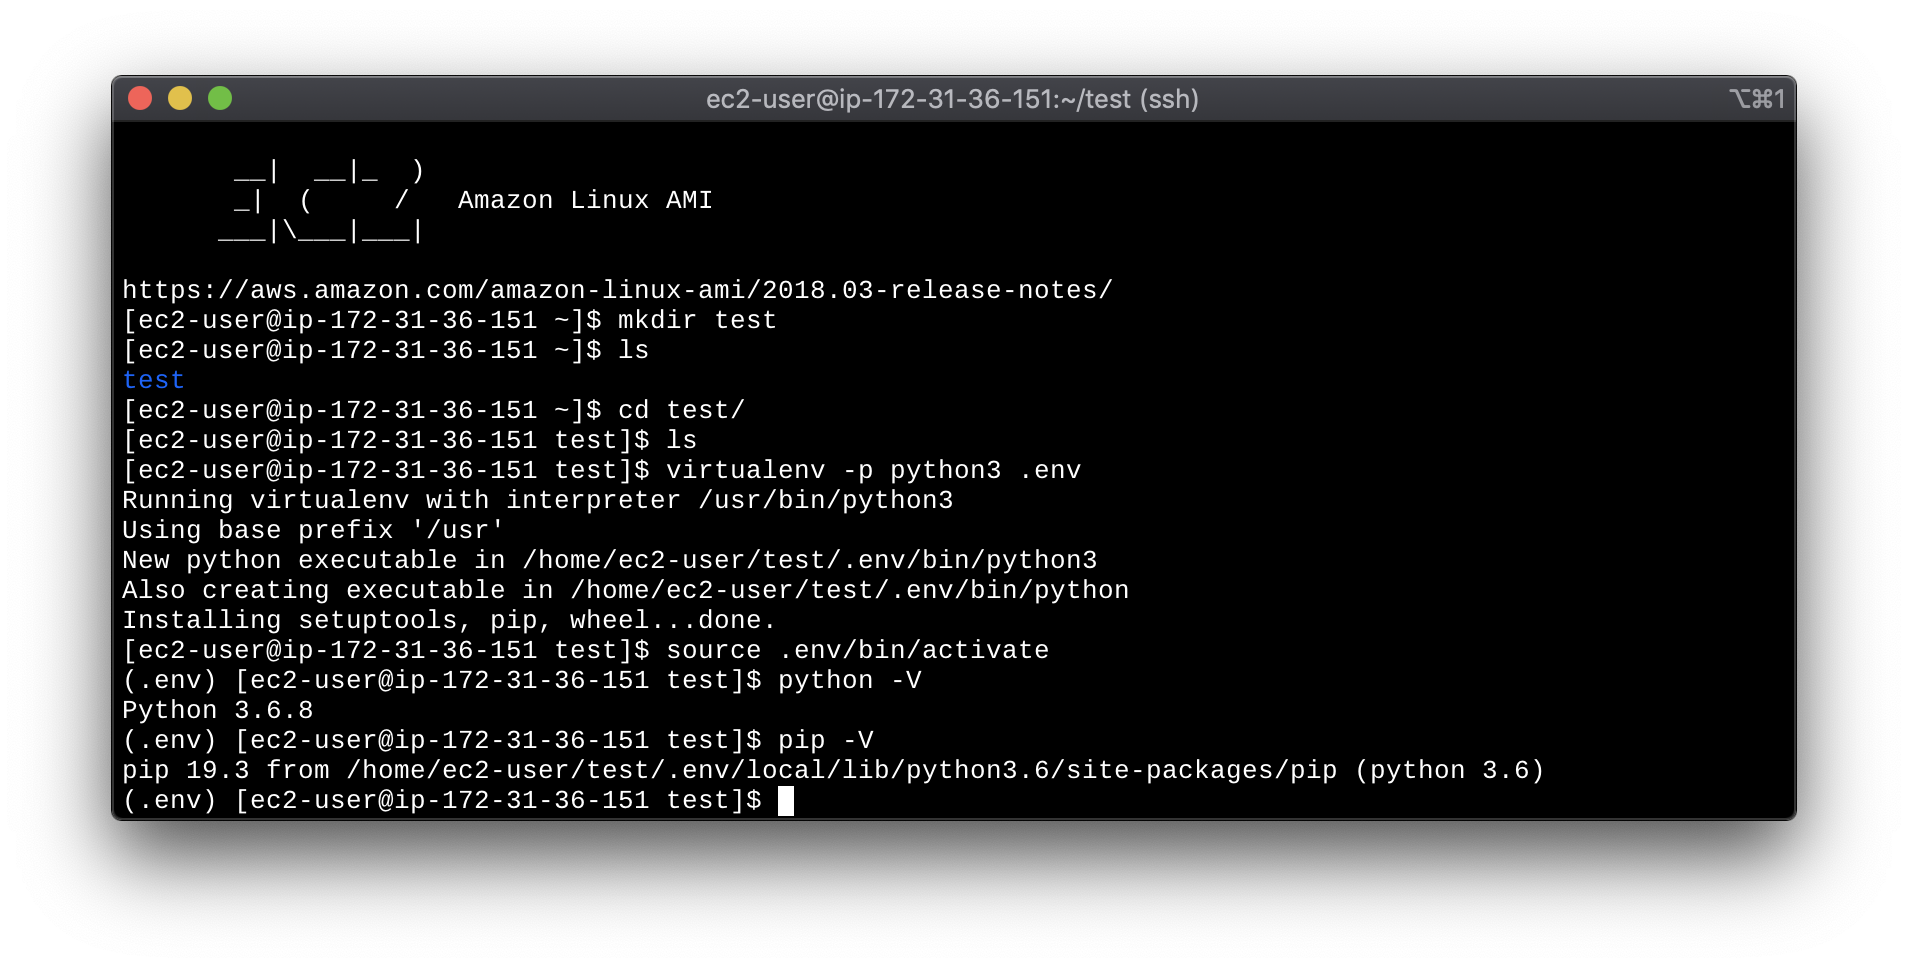 ec2-user@ip-172-31-36-151:~/test (ssh)
⌥⌘1
       __|  __|_  )
       _|  (     /   Amazon Linux AMI
      ___|\___|___|
https://aws.amazon.com/amazon-linux-ami/2018.03-release-notes/
[ec2-user@ip-172-31-36-151 ~]$ mkdir test
[ec2-user@ip-172-31-36-151 ~]$ ls
test
[ec2-user@ip-172-31-36-151 ~]$ cd test/
[ec2-user@ip-172-31-36-151 test]$ ls
[ec2-user@ip-172-31-36-151 test]$ virtualenv -p python3 .env
Running virtualenv with interpreter /usr/bin/python3
Using base prefix '/usr'
New python executable in /home/ec2-user/test/.env/bin/python3
Also creating executable in /home/ec2-user/test/.env/bin/python
Installing setuptools, pip, wheel...done.
[ec2-user@ip-172-31-36-151 test]$ source .env/bin/activate
(.env) [ec2-user@ip-172-31-36-151 test]$ python -V
Python 3.6.8
(.env) [ec2-user@ip-172-31-36-151 test]$ pip -V
pip 19.3 from /home/ec2-user/test/.env/local/lib/python3.6/site-packages/pip (python 3.6)
(.env) [ec2-user@ip-172-31-36-151 test]$